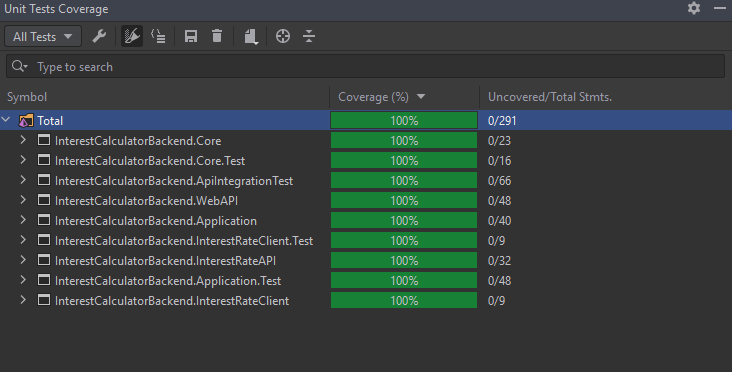 Unit Tests Coverage
All Tests
Type to search
Symbol Coverage (%) Uncovered/Total Stmts.
Total 100% 0/291
InterestCalculatorBackend.Core 100% 0/23
InterestCalculatorBackend.Core.Test 100% 0/16
InterestCalculatorBackend.ApiIntegrationTest 100% 0/66
InterestCalculatorBackend.WebAPI 100% 0/48
InterestCalculatorBackend.Application 100% 0/40
InterestCalculatorBackend.InterestRateClient.Test 100% 0/9
InterestCalculatorBackend.InterestRateAPI 100% 0/32
InterestCalculatorBackend.Application.Test 100% 0/48
InterestCalculatorBackend.InterestRateClient 100% 0/9